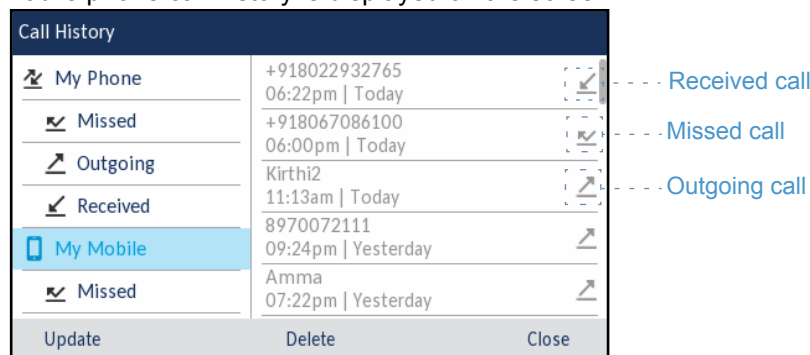 Call History
My Phone
Missed
Outgoing
Received
My Mobile
Missed
+918022932765
06:22pm | Today
+918067086100
06:00pm | Today
Kirthi2
11:13am | Today
8970072111
09:24pm | Yesterday
Amma
07:22pm | Yesterday
Received call
Missed call
Outgoing call
Update
Delete
Close